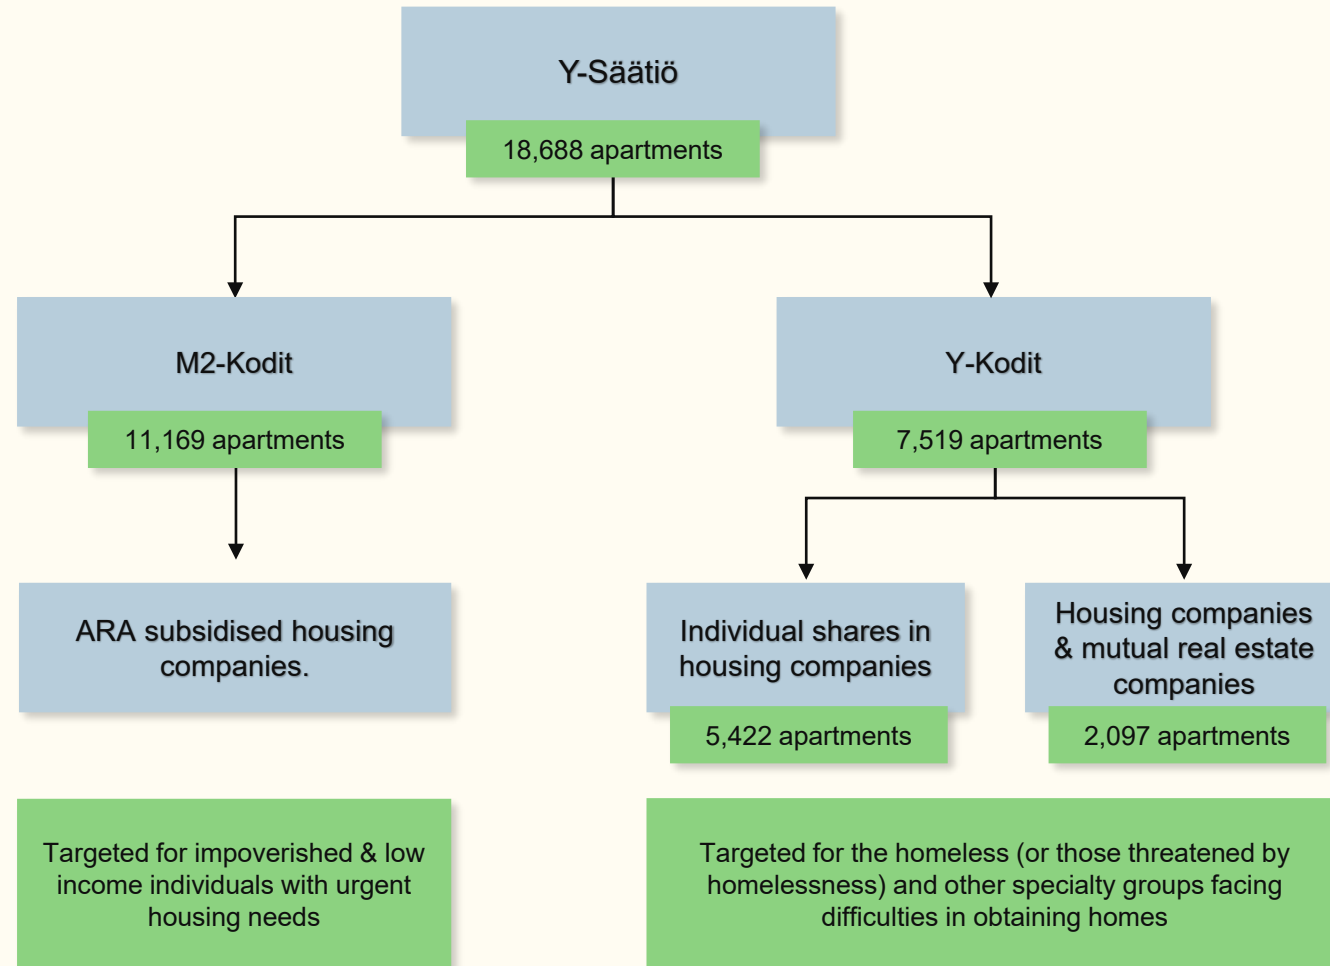 Y-Säätiö
18,688 apartments
M2-Kodit
11,169 apartments
Y-Kodit
7,519 apartments
ARA subsidised housing
companies.
Individual shares in
housing companies
5,422 apartments
Housing companies
& mutual real estate
companies
2,097 apartments
Targeted for impoverished & low
income individuals with urgent
housing needs
Targeted for the homeless (or those threatened by
homelessness) and other specialty groups facing
difficulties in obtaining homes